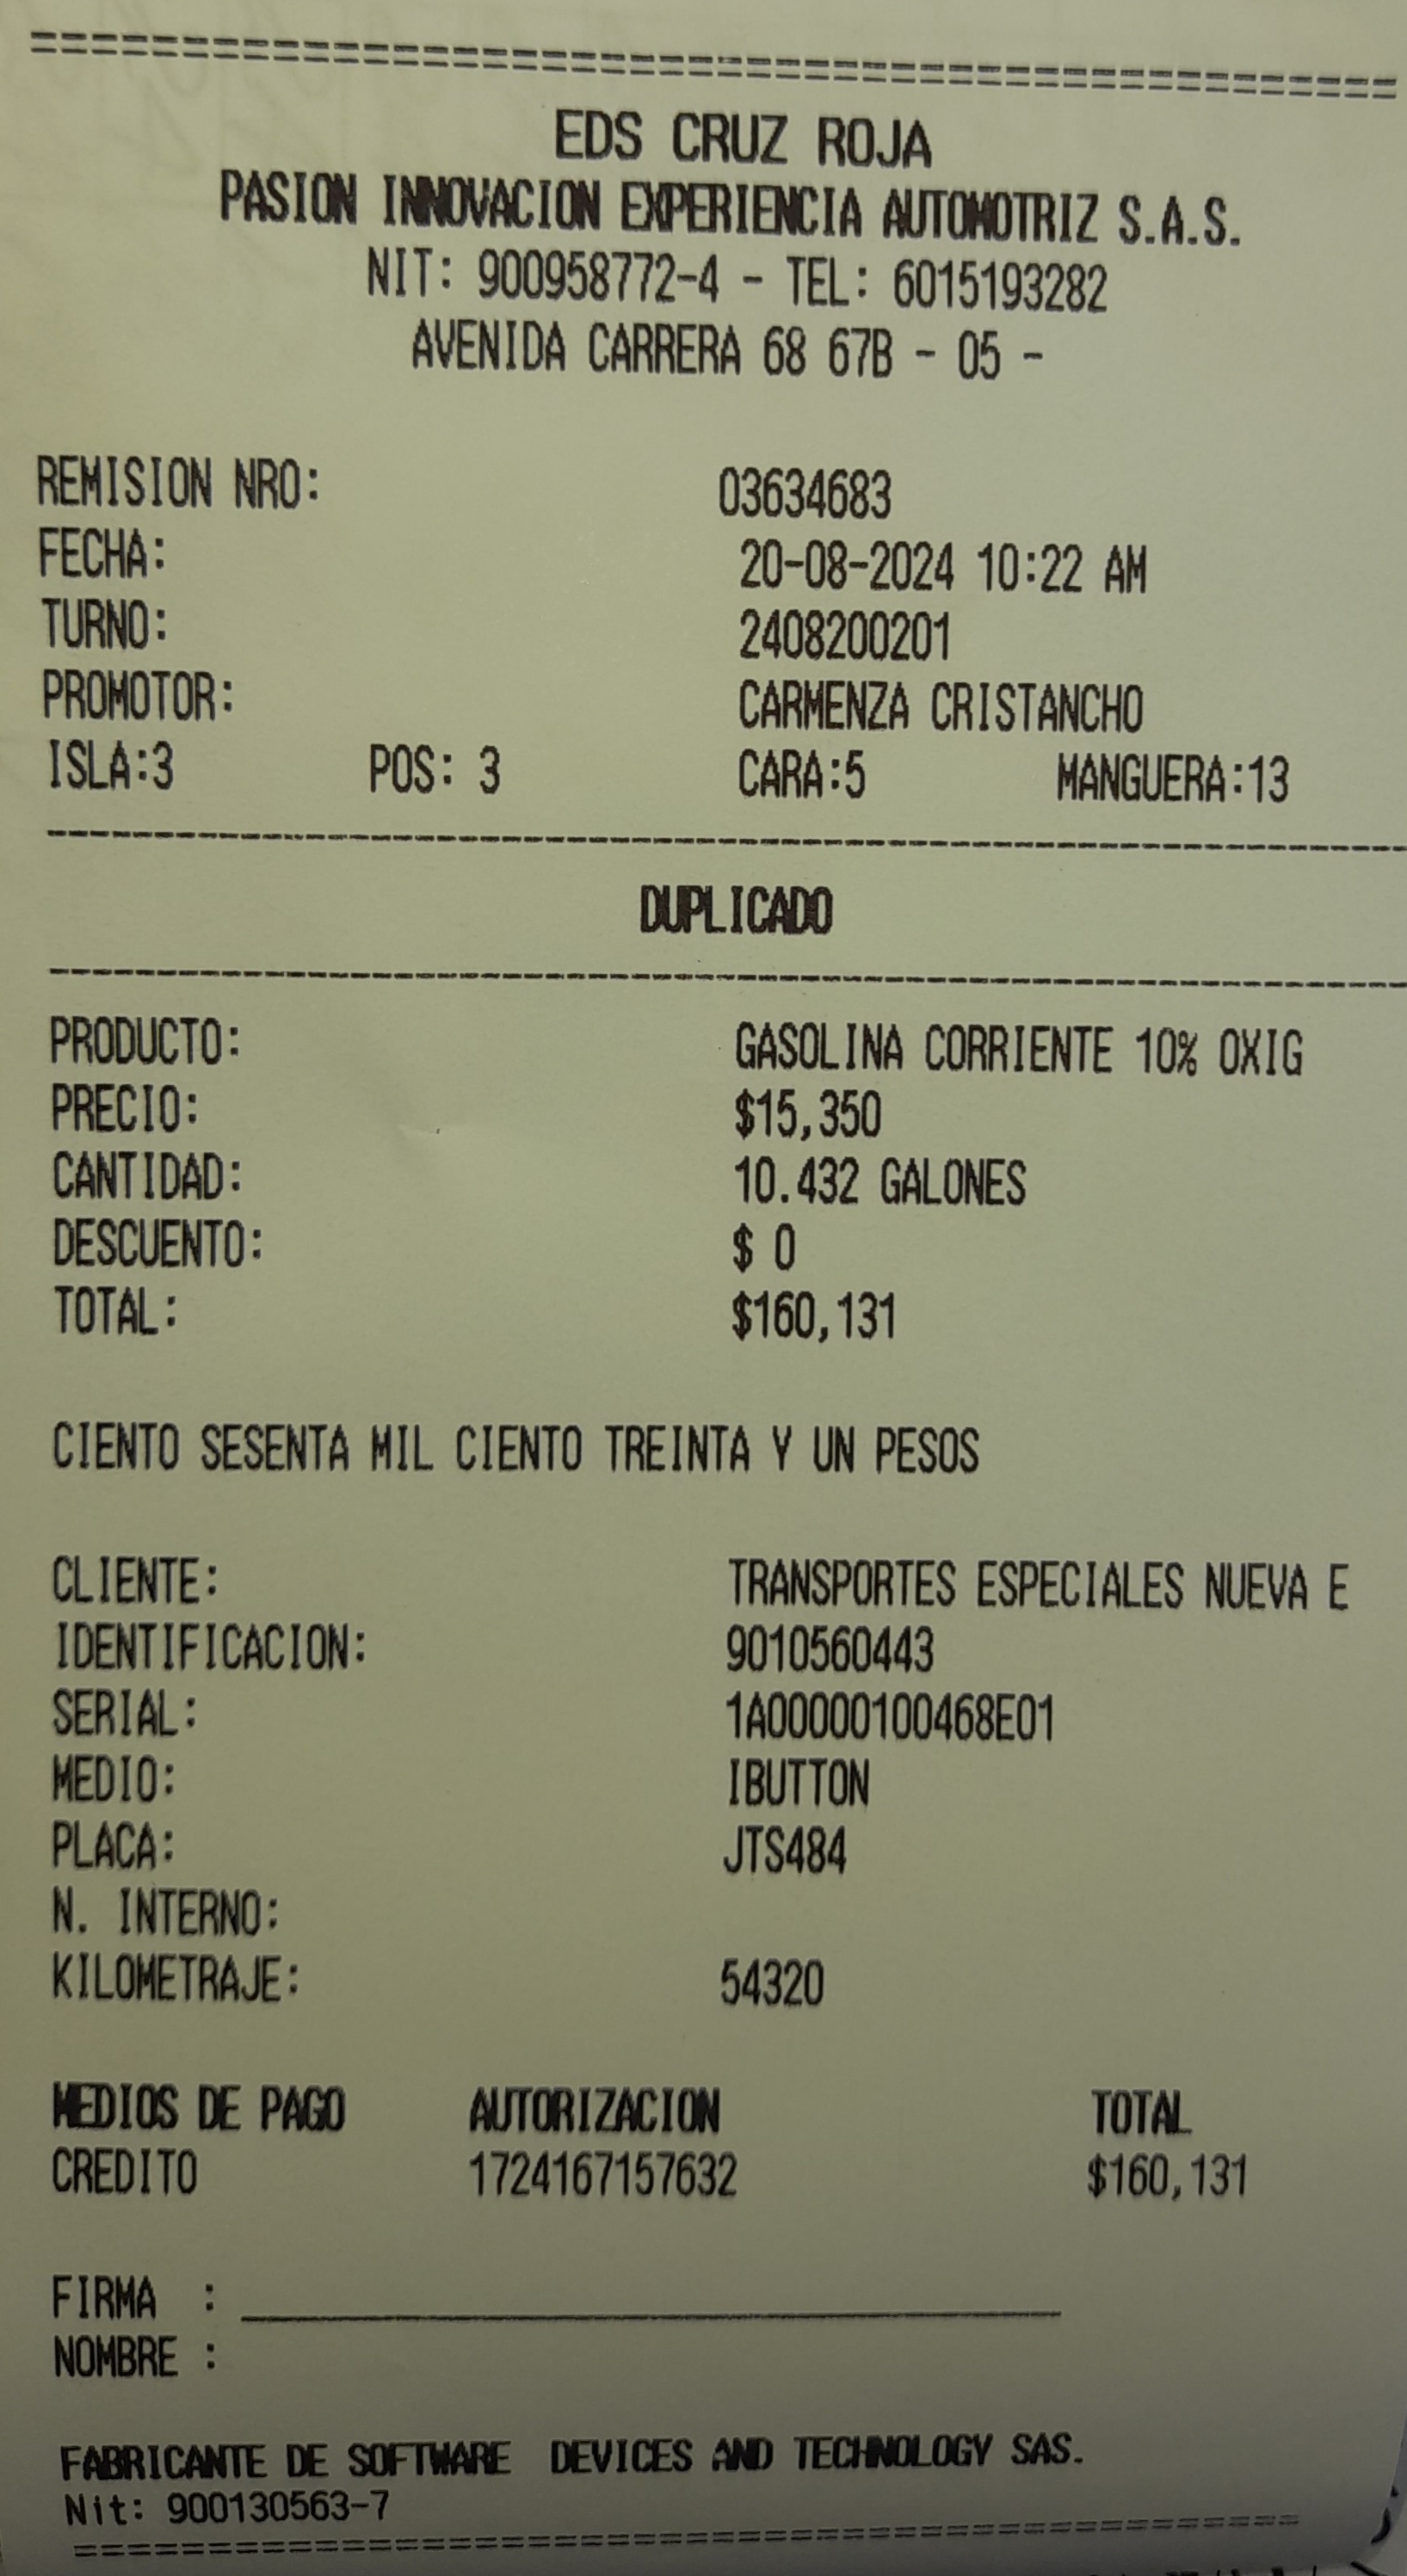 EDS CRUZ ROJA
PASION INNOVACION EXPERIENCIA AUTOMOTRIZ S.A.S.
NIT: 900958772-4 - TEL: 6015193282
AVENIDA CARRERA 68 67B - 05 -
REMISION NRO: 03634683
FECHA: 20-08-2024 10:22 AM
TURNO: 2408200201
PROMOTOR: CARMENZA CRISTANCHO
ISLA:3 POS: 3 CARA:5 MANGUERA:13
DUPLICADO
PRODUCTO: GASOLINA CORRIENTE 10% OXIG
PRECIO: $15,350
CANTIDAD: 10.432 GALONES
DESCUENTO: $ 0
TOTAL: $160,131
CIENTO SESENTA MIL CIENTO TREINTA Y UN PESOS
CLIENTE: TRANSPORTES ESPECIALES NUEVA E
IDENTIFICACION: 9010560443
SERIAL: 1A00000100468E01
MEDIO: IBUTTON
PLACA: JTS484
N. INTERNO:
KILOMETRAJE: 54320
MEDIOS DE PAGO AUTORIZACION TOTAL
CREDITO 1724167157632 $160,131
FIRMA :
NOMBRE :
FABRICANTE DE SOFTWARE DEVICES AND TECHNOLOGY SAS.
Nit: 900130563-7